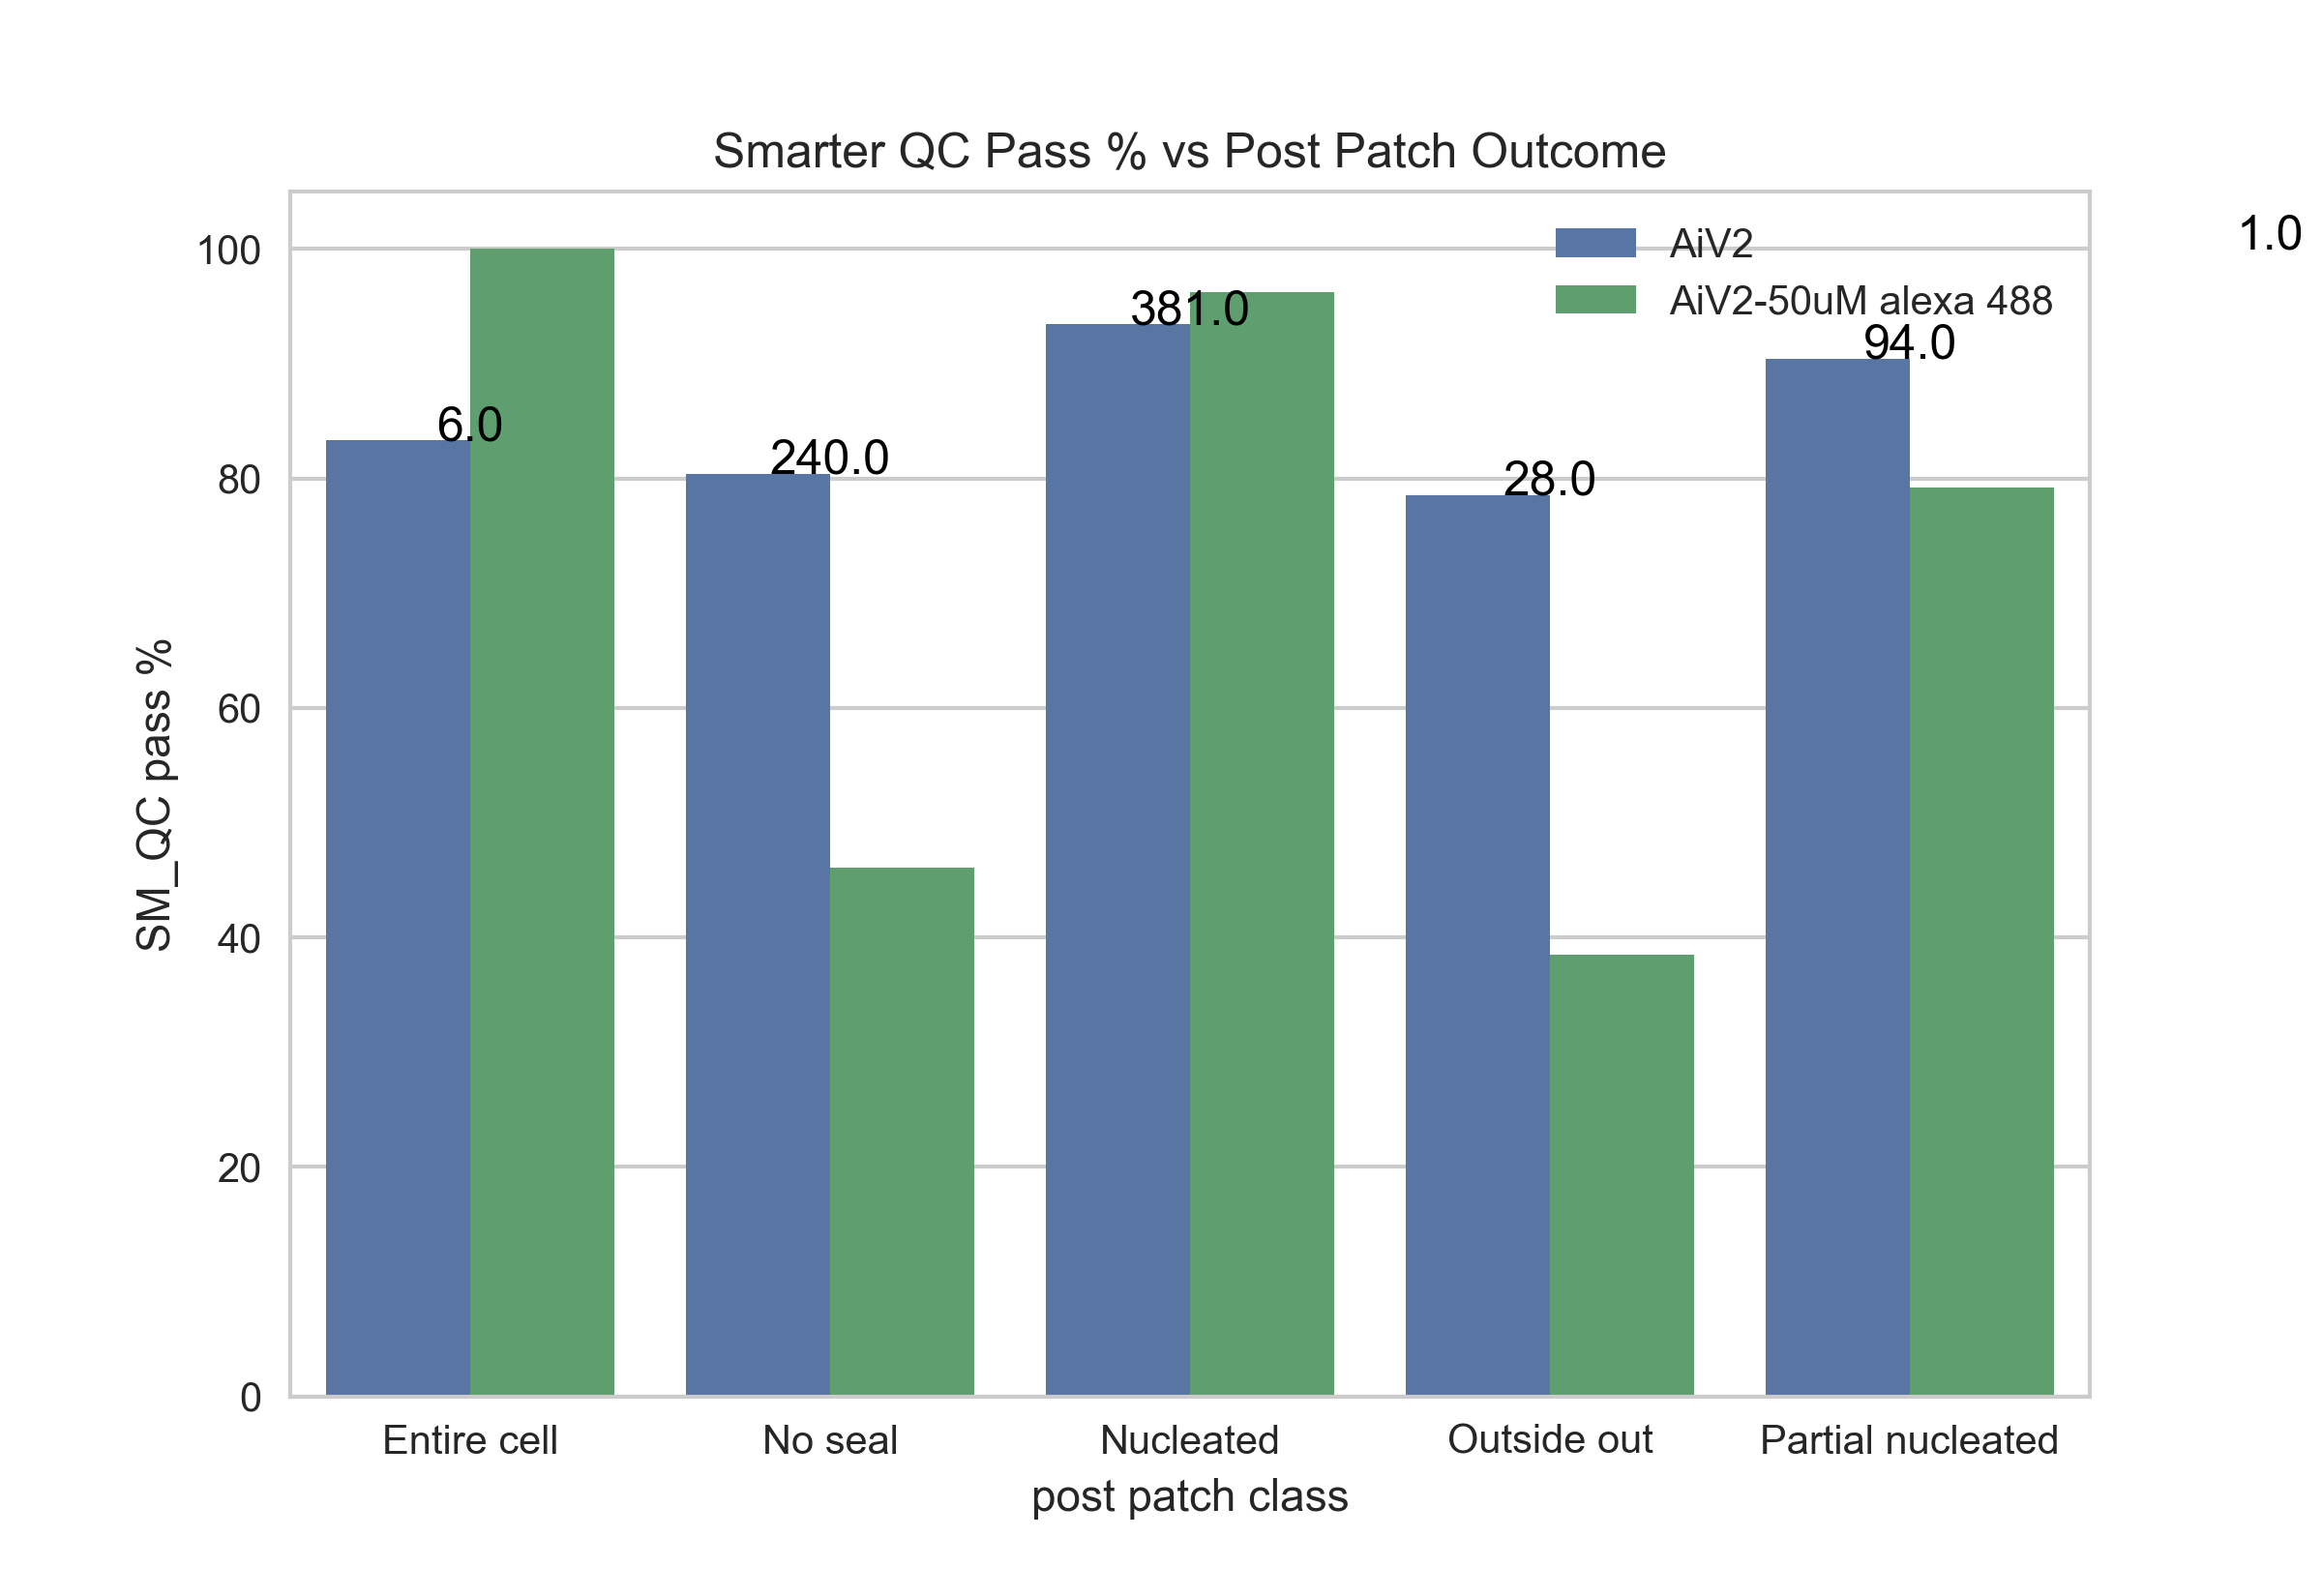 Smarter QC Pass % vs Post Patch Outcome
AiV2
AiV2-50uM alexa 488
1.0
6.0
240.0
381.0
28.0
94.0
SM_QC pass %
100
80
60
40
20
0
Entire cell
No seal
Nucleated
Outside out
Partial nucleated
post patch class